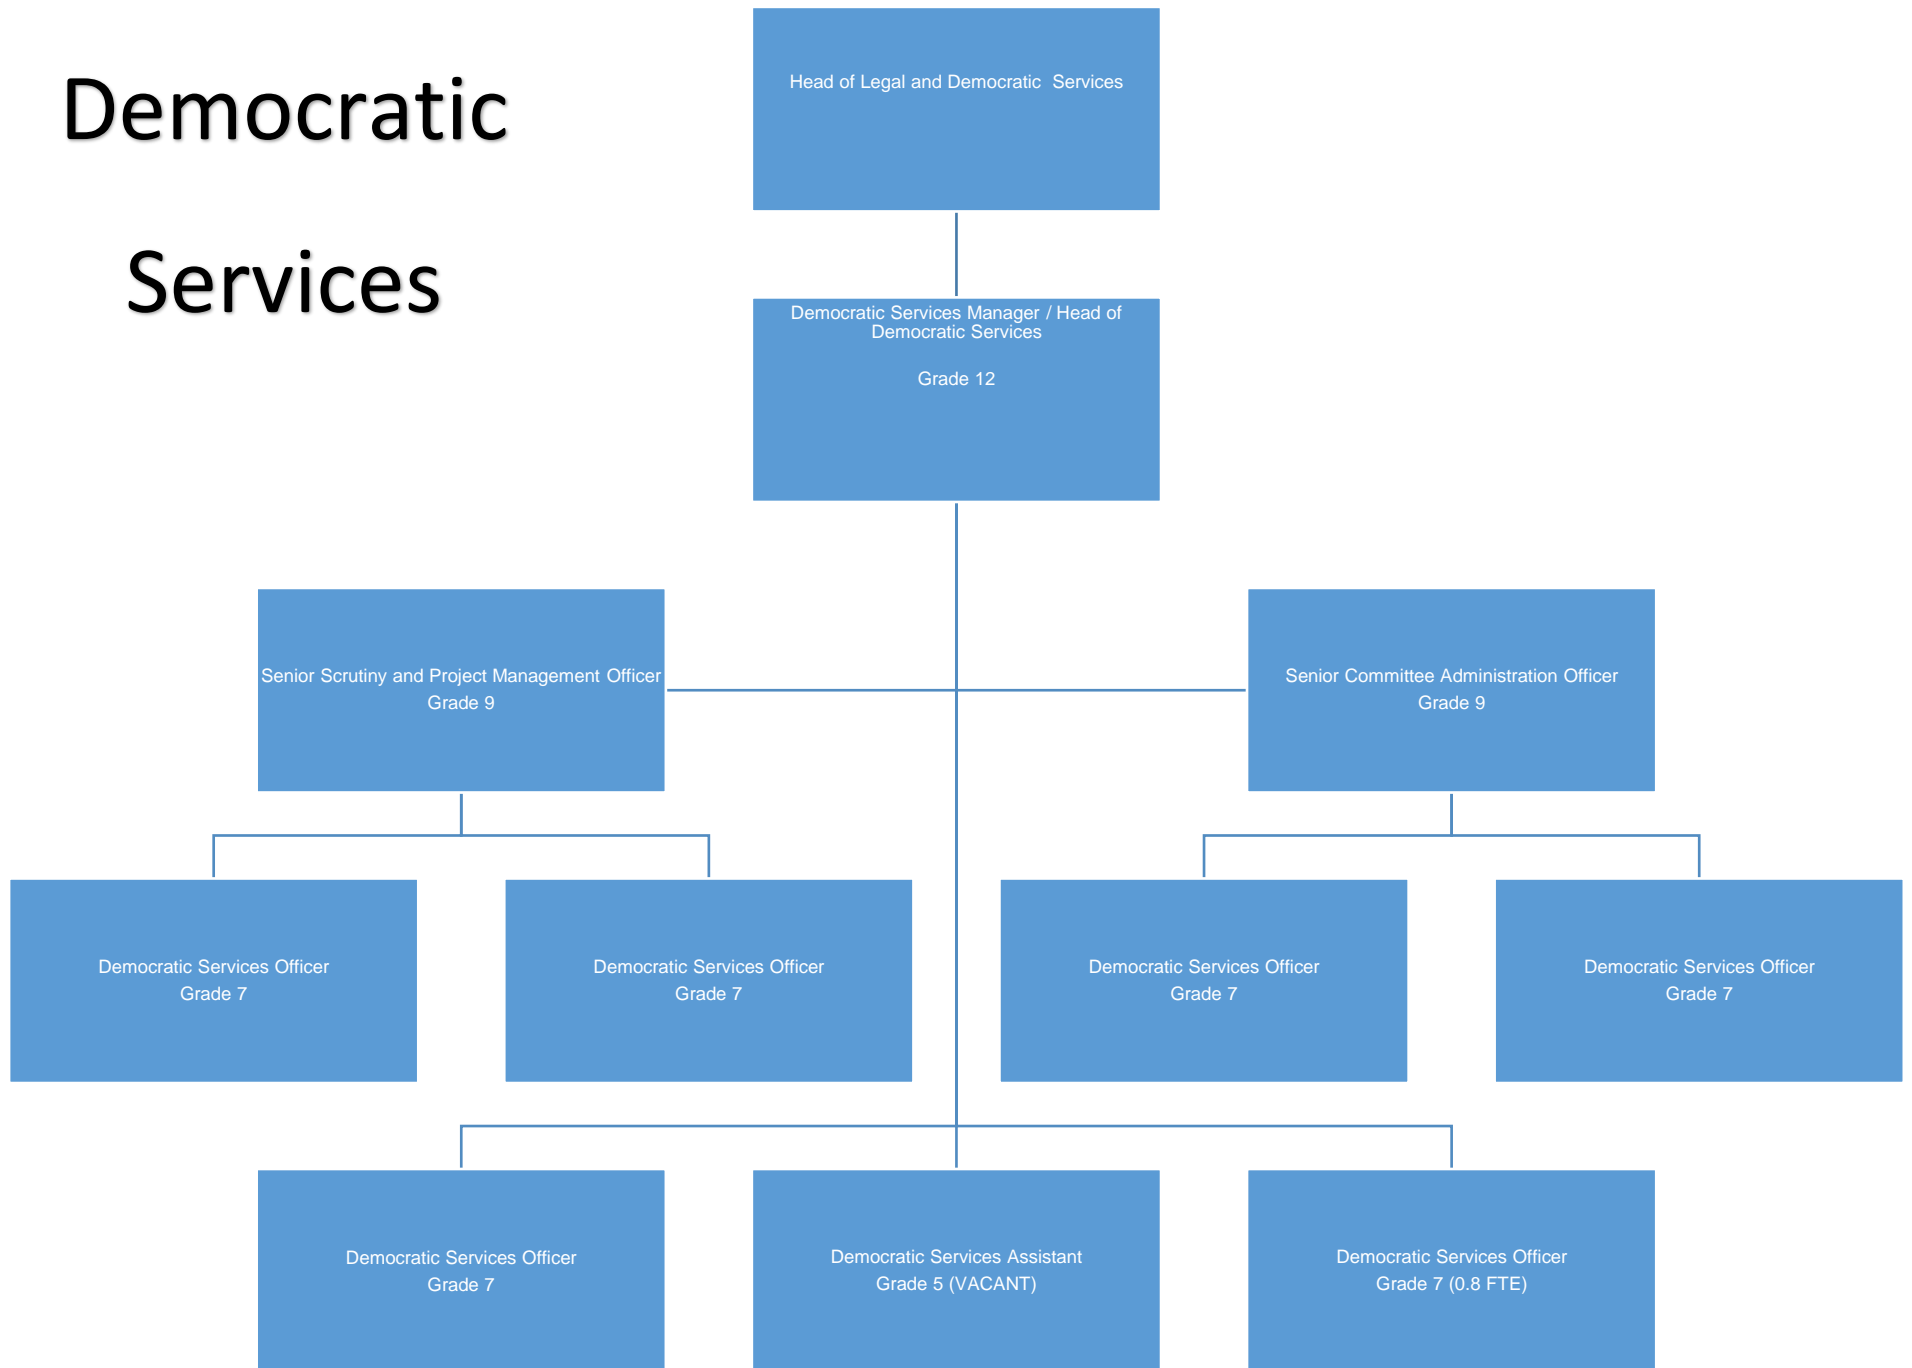 Democratic
Services
Head of Legal and Democratic  Services
Democratic Services Manager / Head of
Democratic Services
Grade 12
Senior Scrutiny and Project Management Officer
Grade 9
Senior Committee Administration Officer
Grade 9
Democratic Services Officer
Grade 7
Democratic Services Officer
Grade 7
Democratic Services Officer
Grade 7
Democratic Services Officer
Grade 7
Democratic Services Officer
Grade 7
Democratic Services Assistant
Grade 5 (VACANT)
Democratic Services Officer
Grade 7 (0.8 FTE)